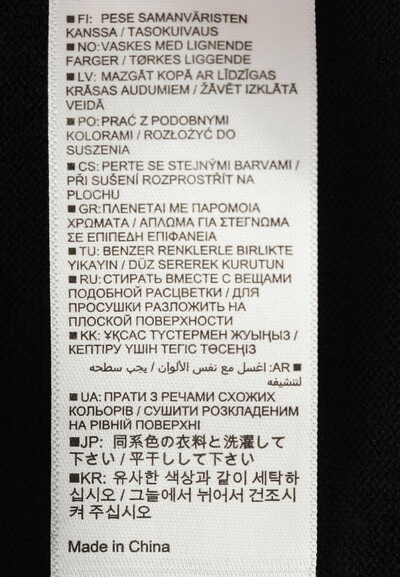 ■ FI: PESE SAMANVÄRISTEN
KANSSA / TASOKUIVAUS
■ NO: VASKES MED LIGNENDE
FARGER / TØRKES LIGGENDE
■ LV: MAZGĀT KOPĀ AR LĪDZĪGAS
KRĀSAS AUDUMIEM / ŽĀVĒT IZKLĀTĀ
VEIDĀ
■ PO: PRAĆ Z PODOBNYMI
KOLORAMI / ROZŁOŻYĆ DO
SUSZENIA
■ CS: PERTE SE STEJNÝMI BARVAMI /
PŘI SUŠENÍ ROZPROSTŘÍT NA
PLOCHU
■ GR: ΠΛΕΝΕΤΑΙ ΜΕ ΠΑΡΟΜΟΙΑ
ΧΡΩΜΑΤΑ / ΑΠΛΩΜΑ ΓΙΑ ΣΤΕΓΝΩΜΑ
ΣΕ ΕΠΙΠΕΔΗ ΕΠΙΦΑΝΕΙΑ
■ TU: BENZER RENKLERLE BIRLIKTE
YIKAYIN / DÜZ SEREREK KURUTUN
■ RU: СТИРАТЬ ВМЕСТЕ С ВЕЩАМИ
ПОДОБНОЙ РАСЦВЕТКИ / ДЛЯ
ПРОСУШКИ РАЗЛОЖИТЬ НА
ПЛОСКОЙ ПОВЕРХНОСТИ
■ KK: ҰҚСАС ТҮСТЕРМЕН ЖУЫҢЫЗ /
КЕПТІРУ ҮШІН ТЕГІС ТӨСЕҢІЗ
■ AR: اغسل مع نفس الألوان / يجب سطحه
لتنشيفه
■ UA: ПРАТИ З РЕЧАМИ СХОЖИХ
КОЛЬОРІВ / СУШИТИ РОЗКЛАДЕНИМ
НА РІВНІЙ ПОВЕРХНІ
■JP: 同系色の衣料と洗濯して
下さい / 平干しして下さい
■KR: 유사한 색상과 같이 세탁하
십시오 / 그늘에서 뉘어서 건조시
켜 주십시오
Made in China